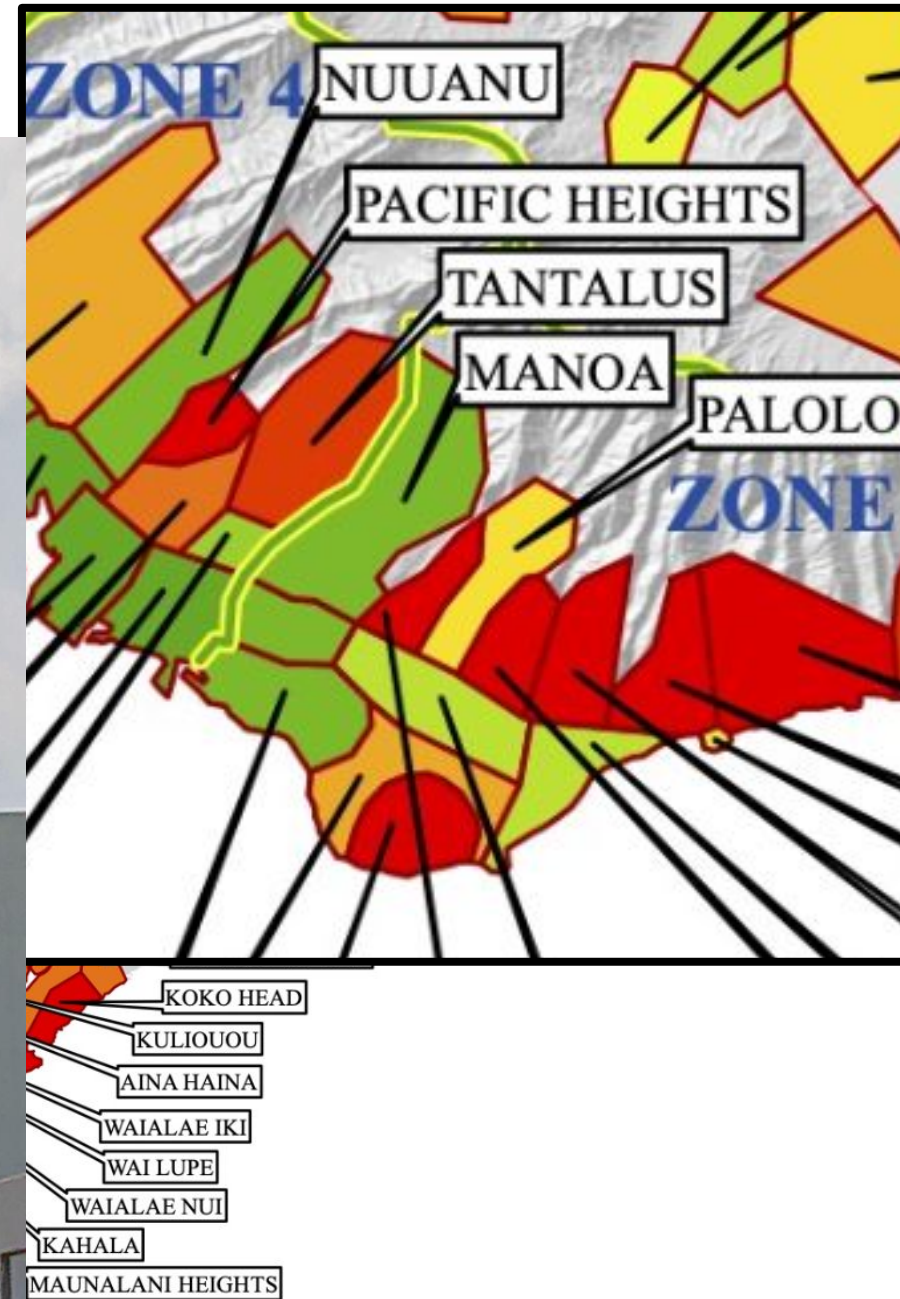 ZONE 4
NUUANU
PACIFIC HEIGHTS
TANTALUS
MANOA
PALOLO
ZONE
KOKO HEAD
KULIOUOU
AINA HAINA
WAIALAE IKI
WAI LUPE
WAIALAE NUI
KAHALA
MAUNALANI HEIGHTS